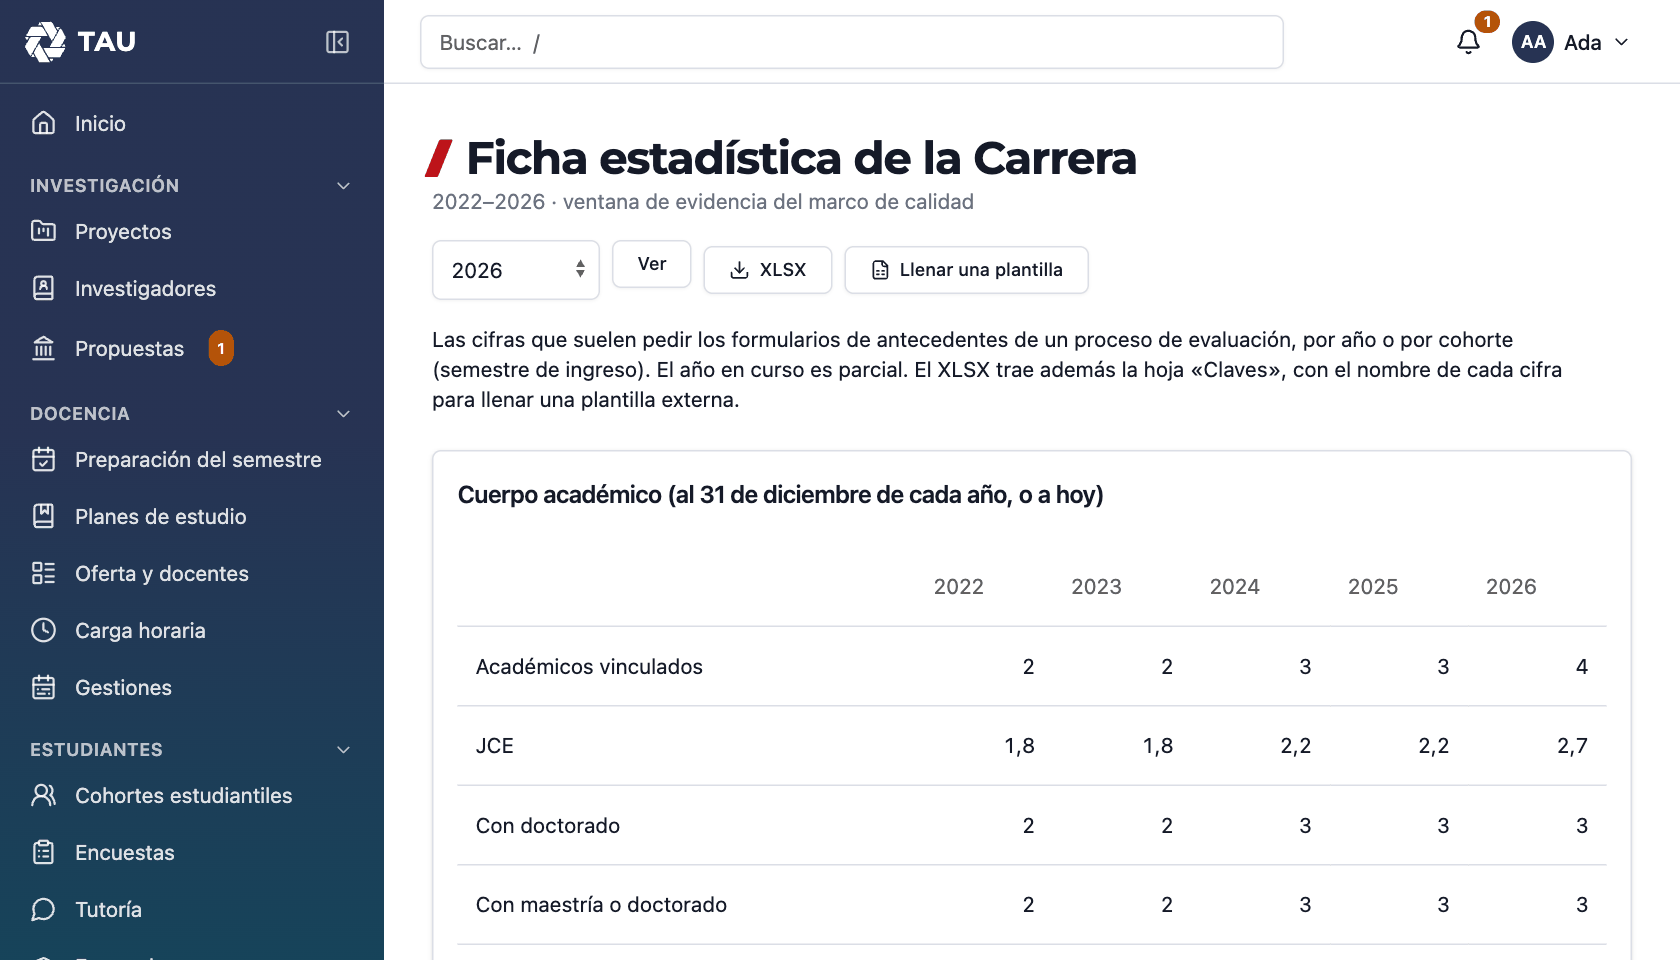 TAU
Buscar... /
1
AA Ada
Inicio
INVESTIGACIÓN
Proyectos
Investigadores
Propuestas 1
DOCENCIA
Preparación del semestre
Planes de estudio
Oferta y docentes
Carga horaria
Gestiones
ESTUDIANTES
Cohortes estudiantiles
Encuestas
Tutoría
Ficha estadística de la Carrera
2022–2026 · ventana de evidencia del marco de calidad
2026 Ver XLSX Llenar una plantilla
Las cifras que suelen pedir los formularios de antecedentes de un proceso de evaluación, por año o por cohorte
(semestre de ingreso). El año en curso es parcial. El XLSX trae además la hoja «Claves», con el nombre de cada cifra
para llenar una plantilla externa.
Cuerpo académico (al 31 de diciembre de cada año, o a hoy)
2022 2023 2024 2025 2026
Académicos vinculados 2 2 3 3 4
JCE 1,8 1,8 2,2 2,2 2,7
Con doctorado 2 2 3 3 3
Con maestría o doctorado 2 2 3 3 3